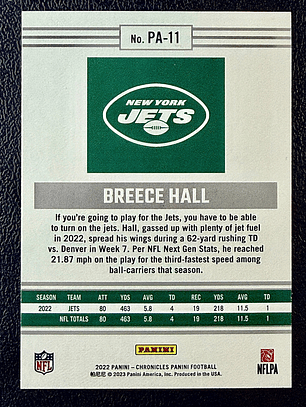 No. PA-11
NEW YORK
JETS
BREECE HALL
If you're going to play for the Jets, you have to be able
to turn on the jets. Hall, gassed up with plenty of jet fuel
in 2022, spread his wings during a 62-yard rushing TD
vs. Denver in Week 7. Per NFL Next Gen Stats, he reached
21.87 mph on the play for the third-fastest speed among
ball-carriers that season.
SEASON TEAM ATT YDS AVG TD REC YDS AVG TD
2022 JETS 80 463 5.8 4 19 218 11.5 1
NFL TOTALS 80 463 5.8 4 19 218 11.5 1
PANINI
NFL
NFLPA
2022 PANINI – CHRONICLES PANINI FOOTBALL
帕尼尼 © 2023 Panini America, Inc. Produced in the USA.